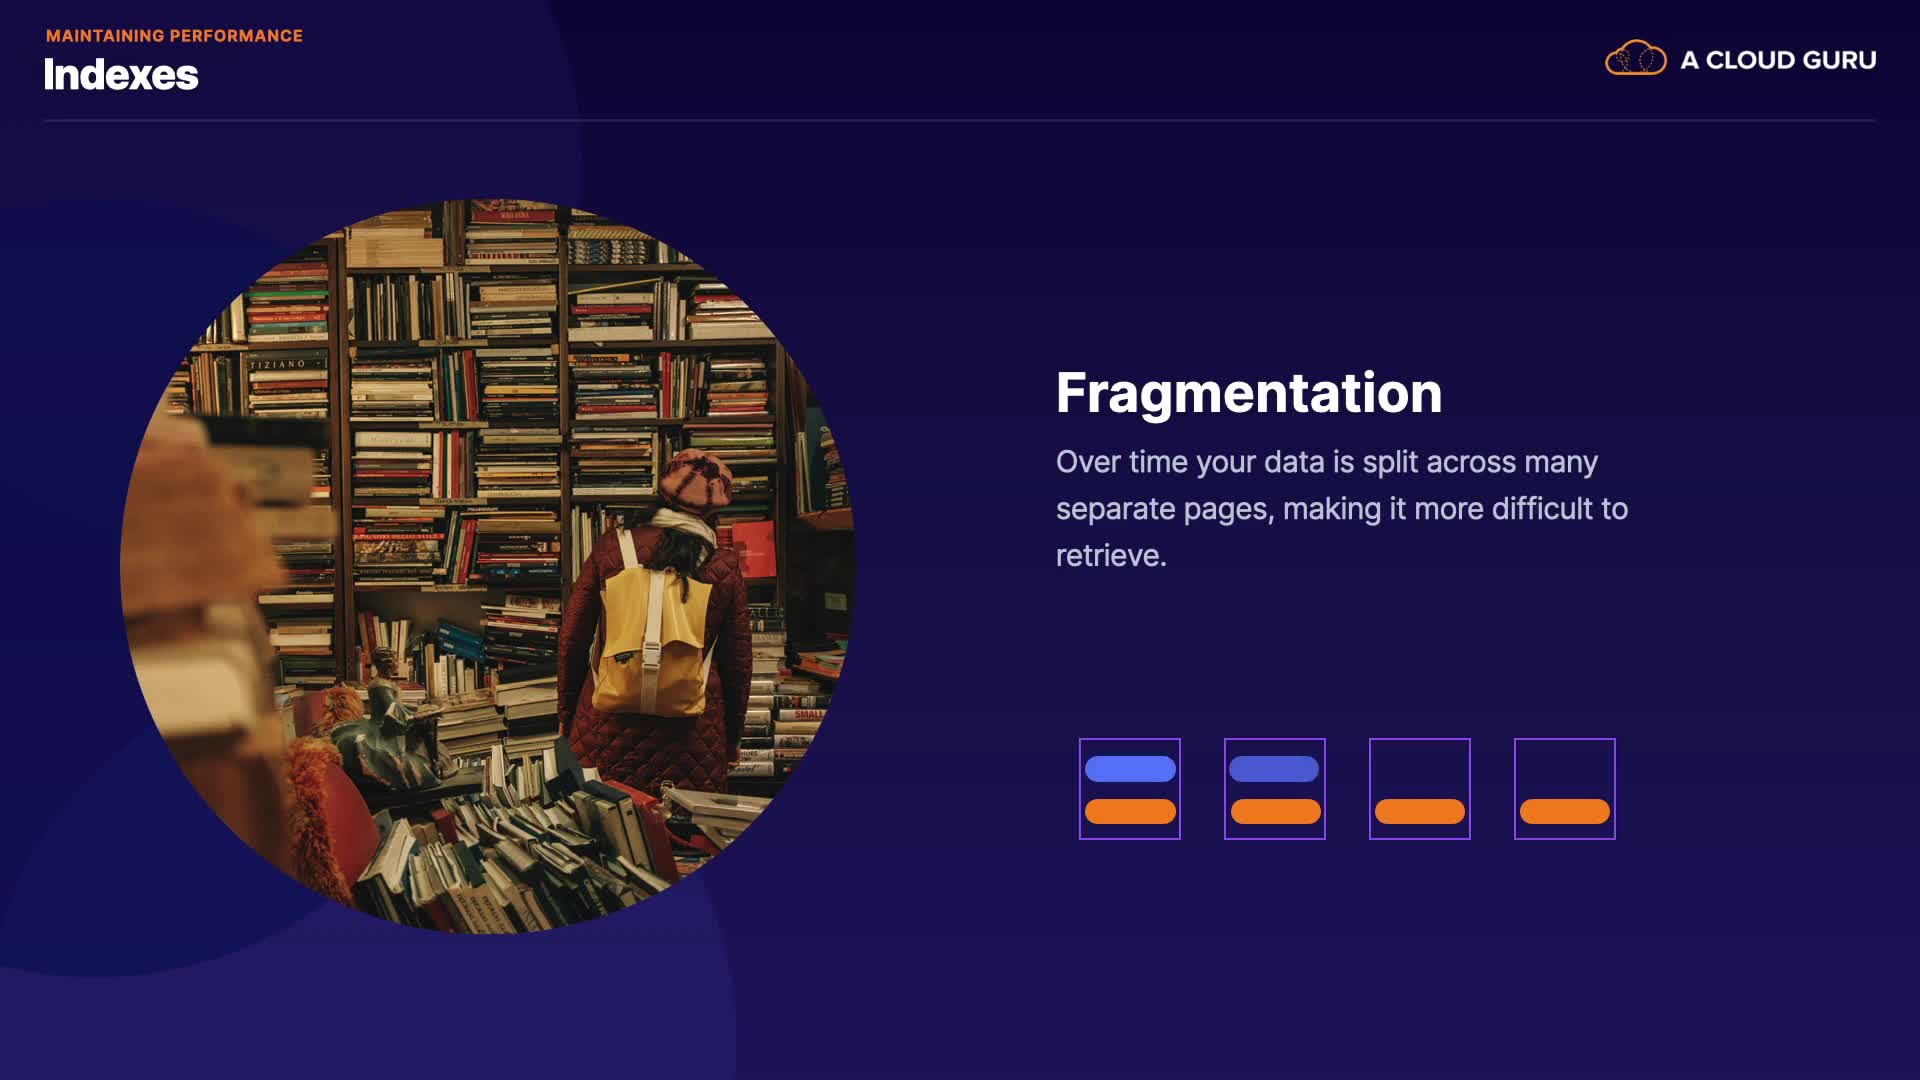 MAINTAINING PERFORMANCE
Indexes
A CLOUD GURU
TIZIANO
SMALL
Fragmentation
Over time your data is split across many
separate pages, making it more difficult to
retrieve.